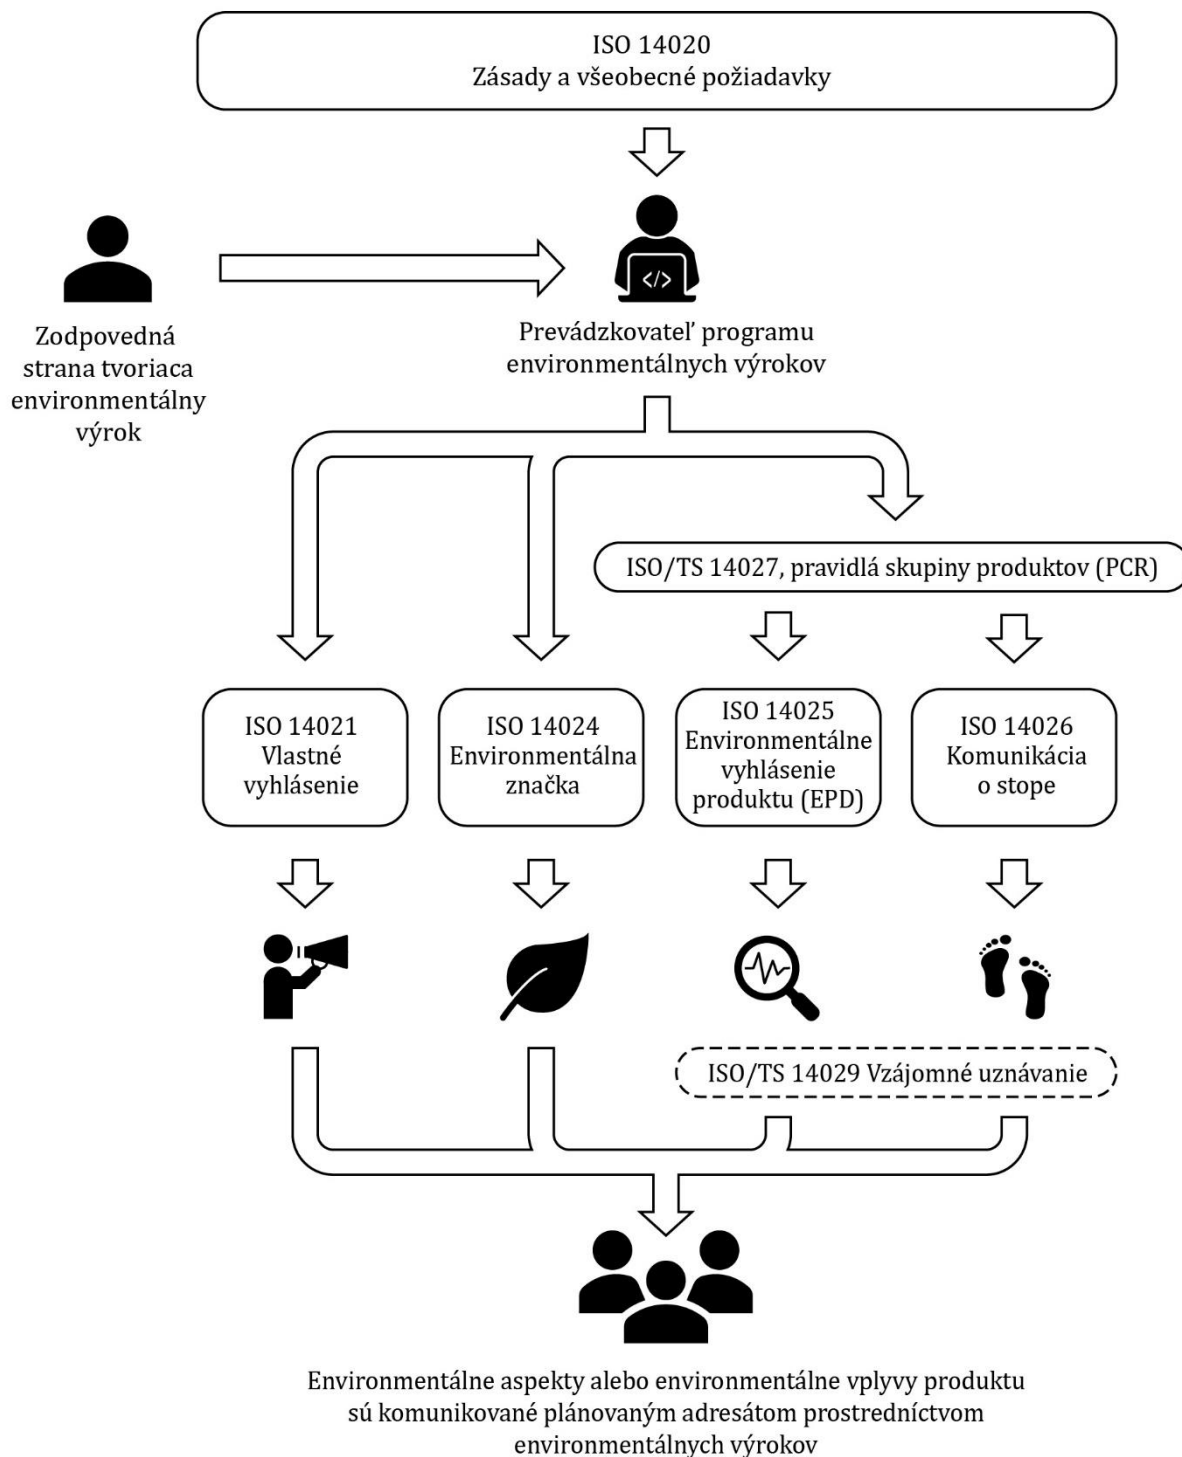 ISO 14020
Zásady a všeobecné požiadavky
</>
Zodpovedná
strana tvoriaca
environmentálny
výrok
Prevádzkovateľ programu
environmentálnych výrokov
ISO/TS 14027, pravidlá skupiny produktov (PCR)
ISO 14021
Vlastné
vyhlásenie
ISO 14024
Environmentálna
značka
ISO 14025
Environmentálne
vyhlásenie
produktu (EPD)
ISO 14026
Komunikácia
o stope
ISO/TS 14029 Vzájomné uznávanie
Environmentálne aspekty alebo environmentálne vplyvy produktu
sú komunikované plánovaným adresátom prostredníctvom
environmentálnych výrokov